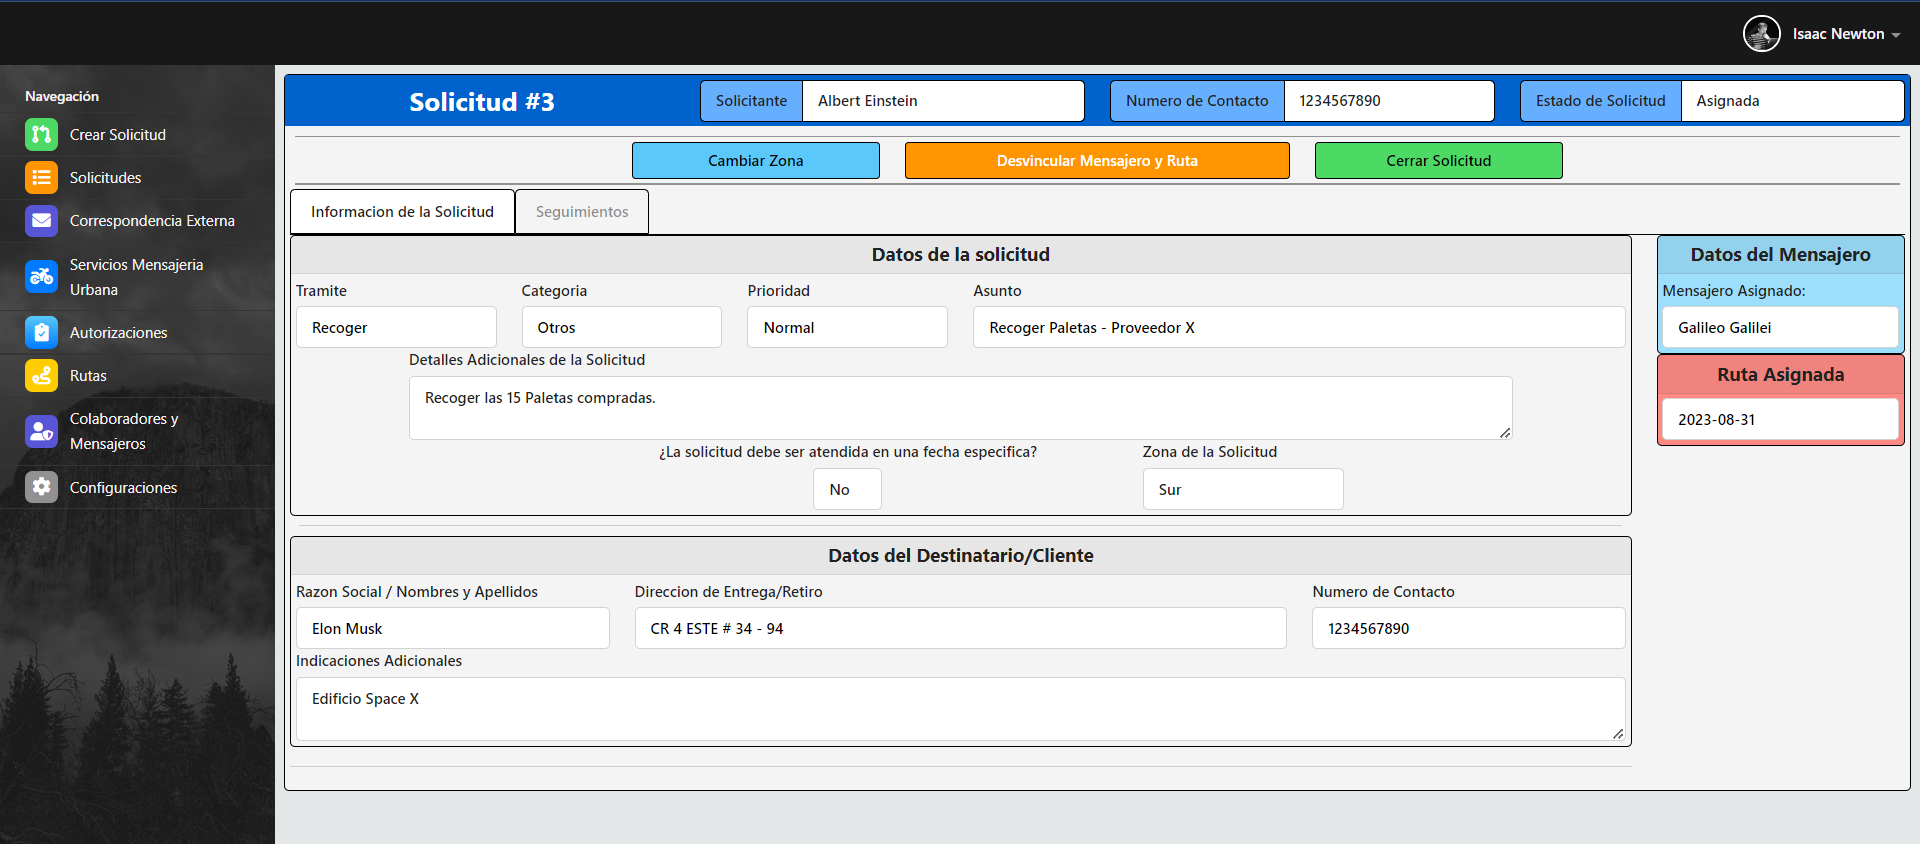 Isaac Newton
Navegación
Crear Solicitud
Solicitudes
Correspondencia Externa
Servicios Mensajeria
Urbana
Autorizaciones
Rutas
Colaboradores y
Mensajeros
Configuraciones
Solicitud #3
Solicitante
Albert Einstein
Numero de Contacto
1234567890
Estado de Solicitud
Asignada
Cambiar Zona
Desvincular Mensajero y Ruta
Cerrar Solicitud
Informacion de la Solicitud
Seguimientos
Datos de la solicitud
Tramite
Categoria
Prioridad
Asunto
Recoger
Otros
Normal
Recoger Paletas - Proveedor X
Detalles Adicionales de la Solicitud
Recoger las 15 Paletas compradas.
¿La solicitud debe ser atendida en una fecha especifica?
Zona de la Solicitud
No
Sur
Datos del Mensajero
Mensajero Asignado:
Galileo Galilei
Ruta Asignada
2023-08-31
Datos del Destinatario/Cliente
Razon Social / Nombres y Apellidos
Direccion de Entrega/Retiro
Numero de Contacto
Elon Musk
CR 4 ESTE # 34 - 94
1234567890
Indicaciones Adicionales
Edificio Space X